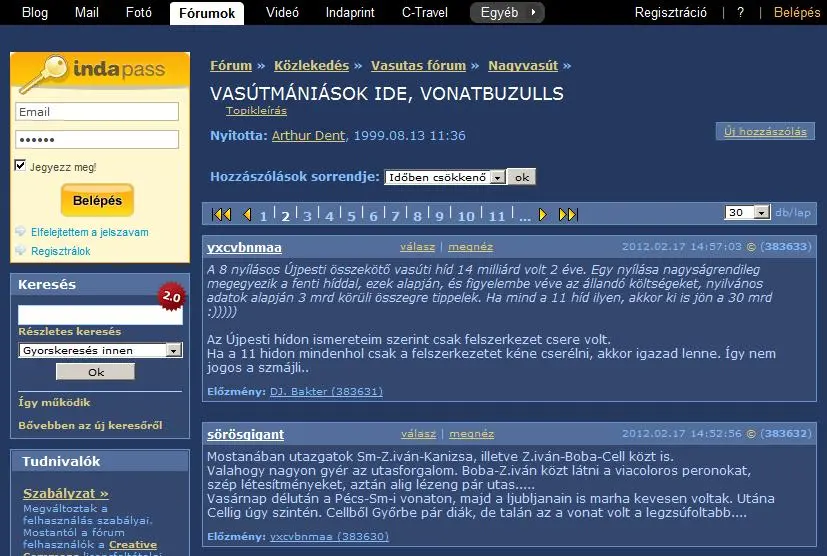 Blog Mail Fotó Fórumok Videó Indaprint C-Travel Egyéb Regisztráció | ? | Belépés
indapass
Email
••••••
Jegyezz meg!
Belépés
Elfelejtettem a jelszavam
Regisztrálok
Keresés
2.0
Részletes keresés
Gyorskeresés innen
Ok
Így működik
Bővebben az új keresőről
Tudnivalók
Szabályzat »
Megváltoztak a
felhasználás szabályai.
Mostantól a fórum
felhasználók a Creative
Commons licenszfeltételei
Fórum » Közlekedés » Vasutas fórum » Nagyvasút »
VASÚTMÁNIÁSOK IDE, VONATBUZULLS
Topikleírás
Nyitotta: Arthur Dent, 1999.08.13 11:36
Új hozzászólás
Hozzászólások sorrendje: Időben csökkenő ok
1 | 2 | 3 | 4 | 5 | 6 | 7 | 8 | 9 | 10 | 11 | ...
30 db/lap
yxcvbnmaa válasz | megnéz 2012.02.17 14:57:03 © (383633)
A 8 nyílásos Újpesti összekötő vasúti híd 14 milliárd volt 2 éve. Egy nyílása nagyságrendileg
megegyezik a fenti híddal, ezek alapján, és figyelembe véve az állandó költségeket, nyilvános
adatok alapján 3 mrd körüli összegre tippelek. Ha mind a 11 híd ilyen, akkor ki is jön a 30 mrd
:)))))
Az Újpesti hídon ismereteim szerint csak felszerkezet csere volt.
Ha a 11 hidon mindenhol csak a felszerkezetet kéne cserélni, akkor igazad lenne. Így nem
jogos a szmájli..
Előzmény: DJ. Bakter (383631)
sörösgigant válasz | megnéz 2012.02.17 14:52:56 © (383632)
Mostanában utazgatok Sm-Z.iván-Kanizsa, illetve Z.iván-Boba-Cell közt is.
Valahogy nagyon gyér az utasforgalom. Boba-Z.iván közt látni a viacoloros peronokat,
szép létesítményeket, aztán alig lézeng pár utas.....
Vasárnap délután a Pécs-Sm-i vonaton, majd a ljubljanain is marha kevesen voltak. Utána
Cellig úgy szintén. Cellből Győrbe pár diák, de talán az a vonat volt a legzsúfoltabb....
Előzmény: yxcvbnmaa (383630)